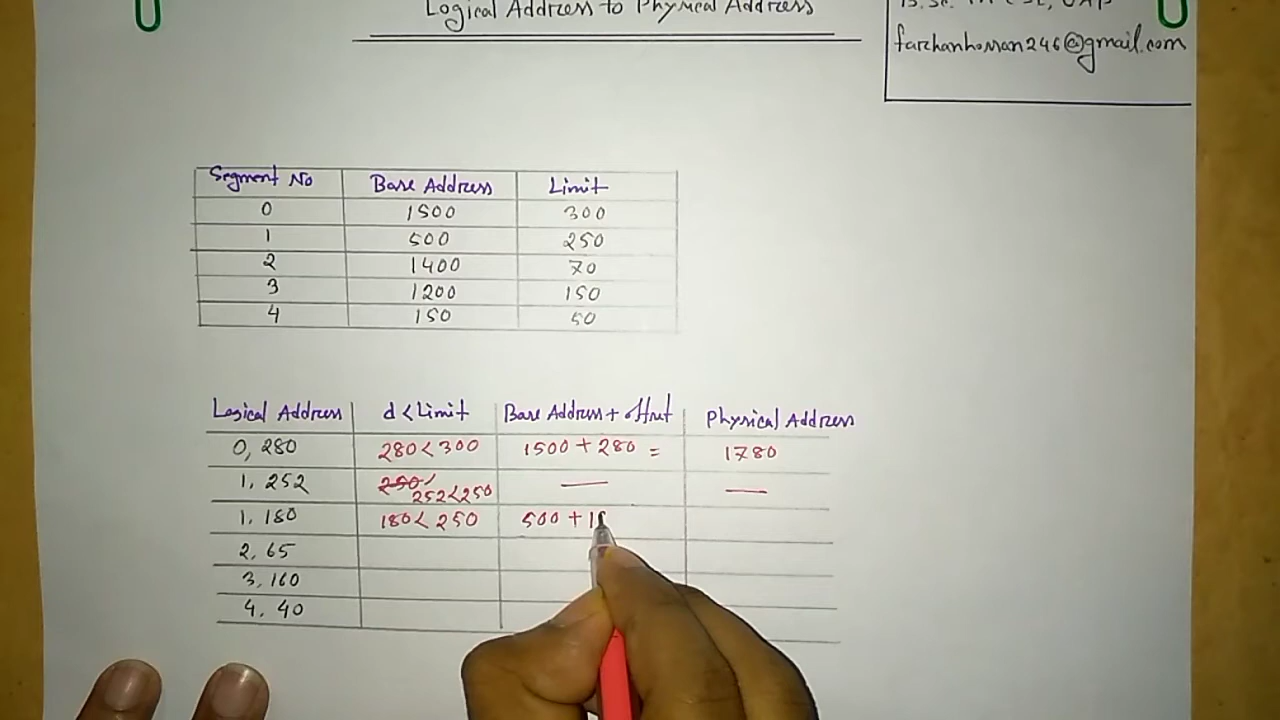 Logical Address to Physical Address
farhanhossan246@gmail.com
Segment No Base Address Limit
0 1500 300
1 500 250
2 1400 70
3 1200 150
4 150 50
Logical Address d < Limit Base Address + offset Physical Address
0, 280 280 < 300 1500 + 280 = 1780
1, 252 252 < 250 — —
1, 180 180 < 250 500 + 1
2, 65
3, 160
4, 40